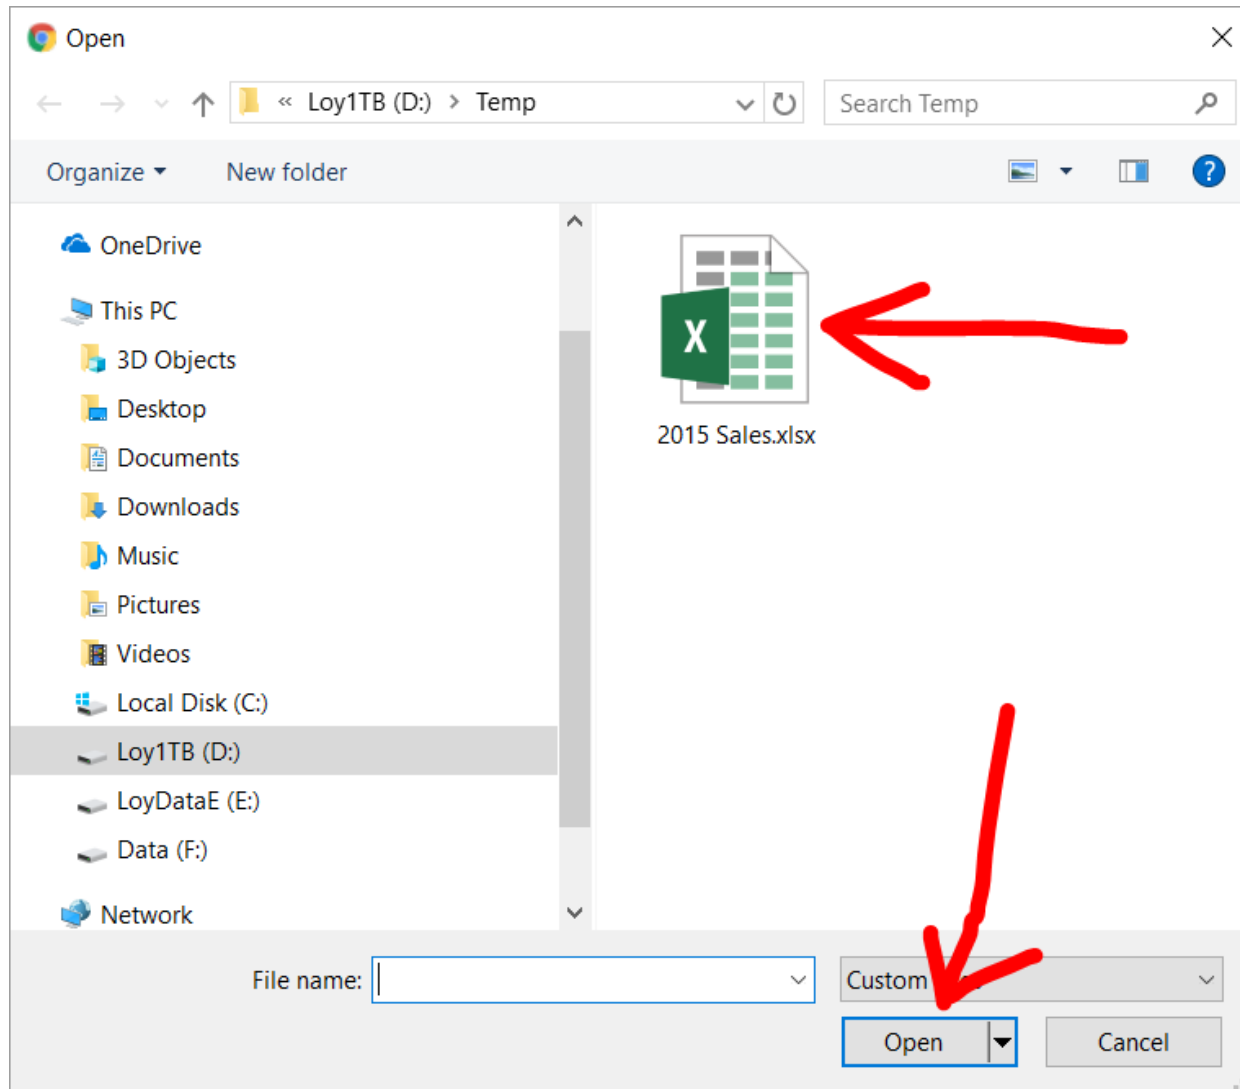 Open
« Loy1TB (D:) > Temp
Search Temp
Organize
New folder
?
OneDrive
This PC
3D Objects
Desktop
Documents
Downloads
Music
Pictures
Videos
Local Disk (C:)
Loy1TB (D:)
LoyDataE (E:)
Data (F:)
Network
X
2015 Sales.xlsx
File name:
Custom
Open
Cancel